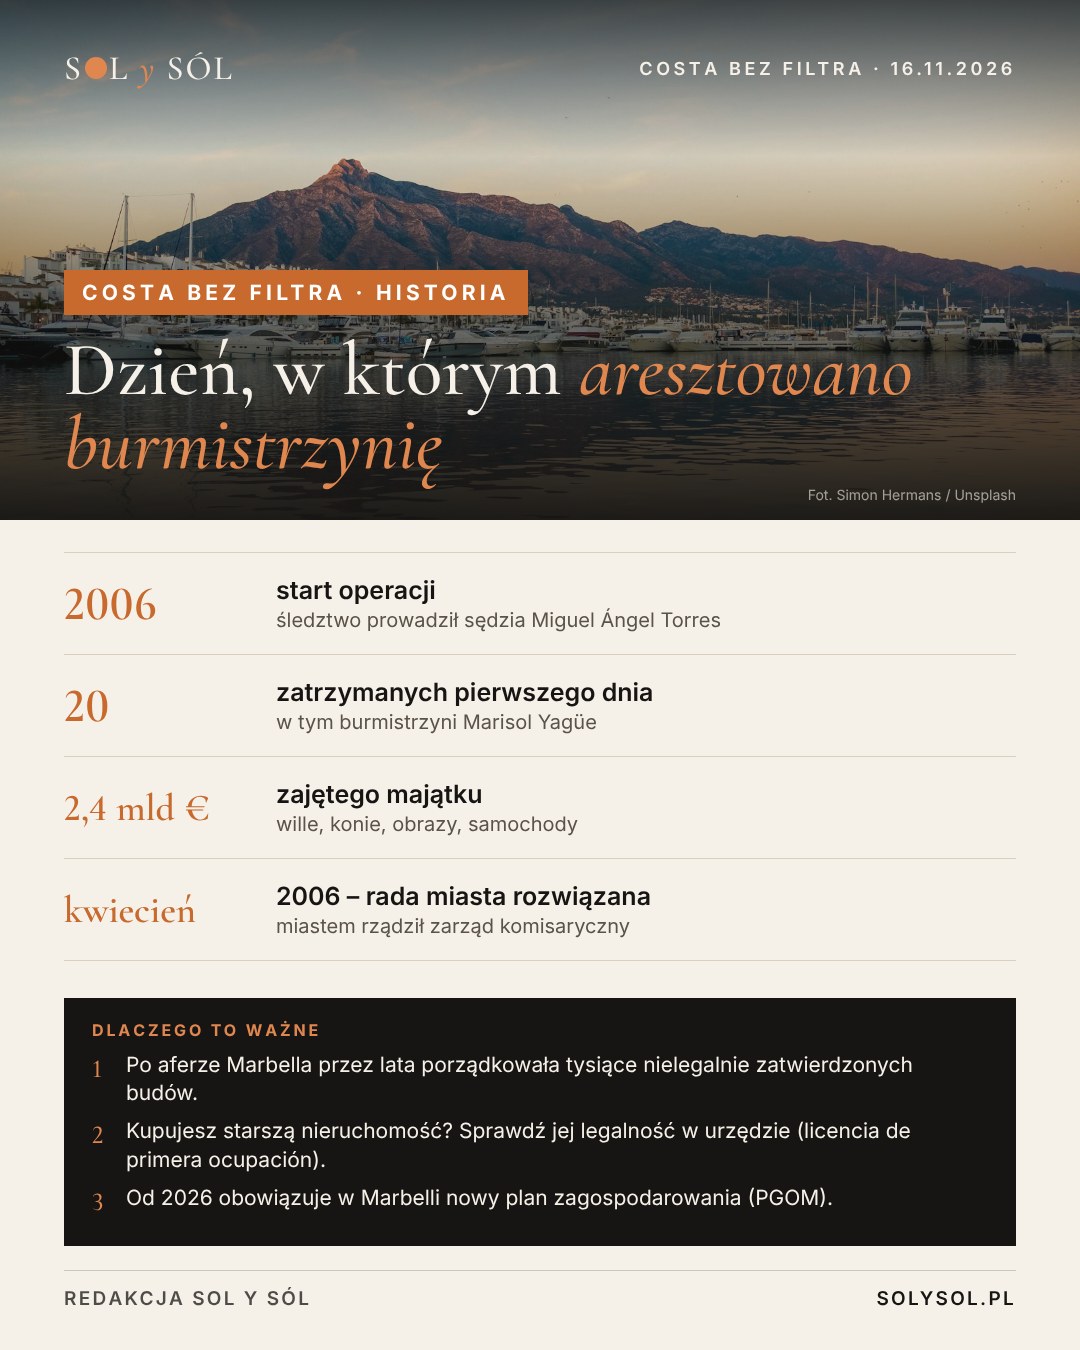 SOL y SÓL
COSTA BEZ FILTRA · 16.11.2026
COSTA BEZ FILTRA · HISTORIA
Dzień, w którym aresztowano
burmistrzynię
Fot. Simon Hermans / Unsplash
2006
start operacji
śledztwo prowadził sędzia Miguel Ángel Torres
20
zatrzymanych pierwszego dnia
w tym burmistrzyni Marisol Yagüe
2,4 mld €
zajętego majątku
wille, konie, obrazy, samochody
kwiecień
2006 – rada miasta rozwiązana
miastem rządził zarząd komisaryczny
DLACZEGO TO WAŻNE
1 Po aferze Marbella przez lata porządkowała tysiące nielegalnie zatwierdzonych
budów.
2 Kupujesz starszą nieruchomość? Sprawdź jej legalność w urzędzie (licencia de
primera ocupación).
3 Od 2026 obowiązuje w Marbelli nowy plan zagospodarowania (PGOM).
REDAKCJA SOL Y SÓL
SOLYSOL.PL